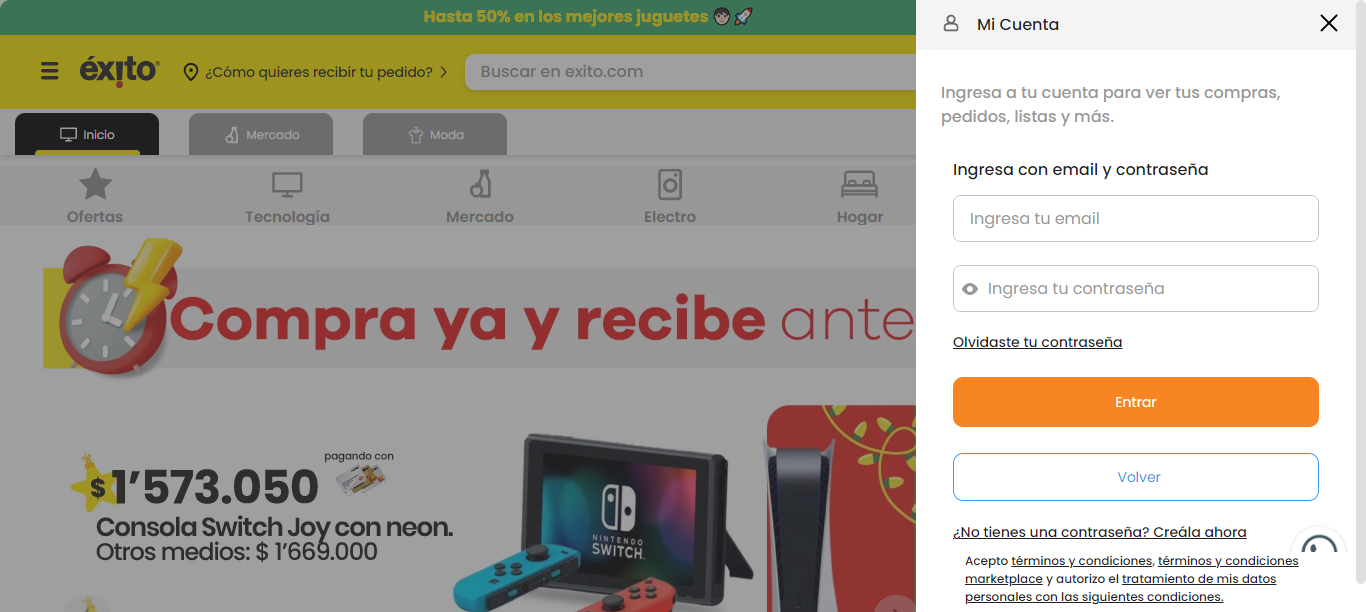 Hasta 50% en los mejores juguetes
éxito
¿Cómo quieres recibir tu pedido?
Buscar en exito.com
Inicio
Mercado
Moda
Ofertas
Tecnología
Mercado
Electro
Hogar
Compra ya y recibe ante
pagando con
$1'573.050
Consola Switch Joy con neon.
Otros medios: $ 1'669.000
NINTENDO
SWITCH
Mi Cuenta
Ingresa a tu cuenta para ver tus compras,
pedidos, listas y más.
Ingresa con email y contraseña
Ingresa tu email
Ingresa tu contraseña
Olvidaste tu contraseña
Entrar
Volver
¿No tienes una contraseña? Creála ahora
Acepto términos y condiciones, términos y condiciones
marketplace y autorizo el tratamiento de mis datos
personales con las siguientes condiciones.